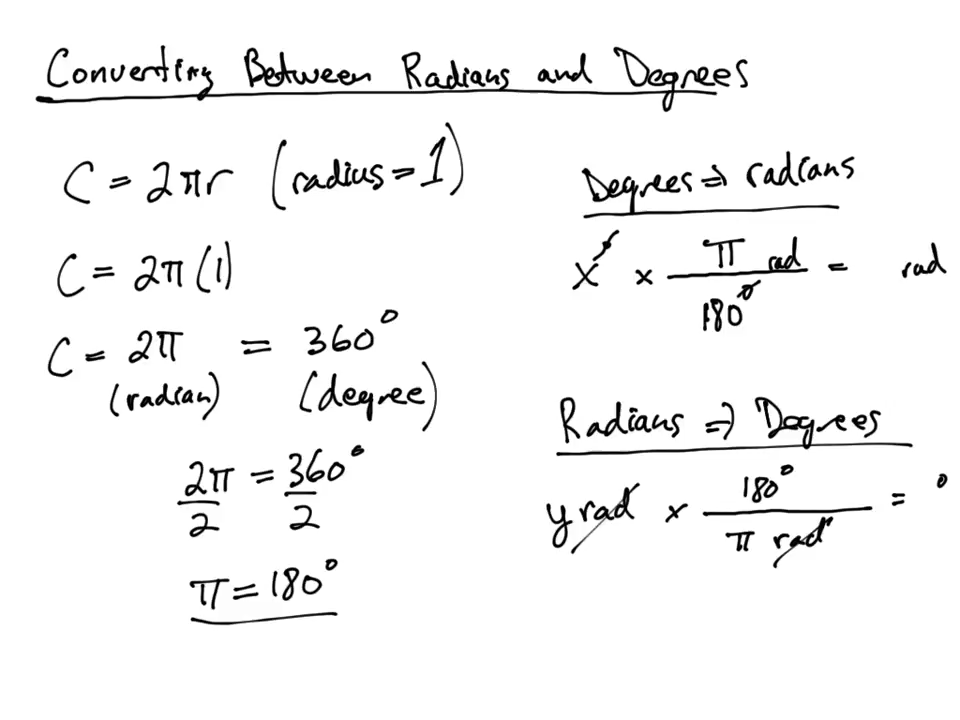 Converting Between Radians and Degrees
C = 2πr (radius = 1)
C = 2π(1)
C = 2π = 360°
(radian) (degree)
2π/2 = 360°/2
π = 180°
Degrees ⇒ radians
x° × π rad / 180° = rad
Radians ⇒ Degrees
y rad × 180° / π rad = °